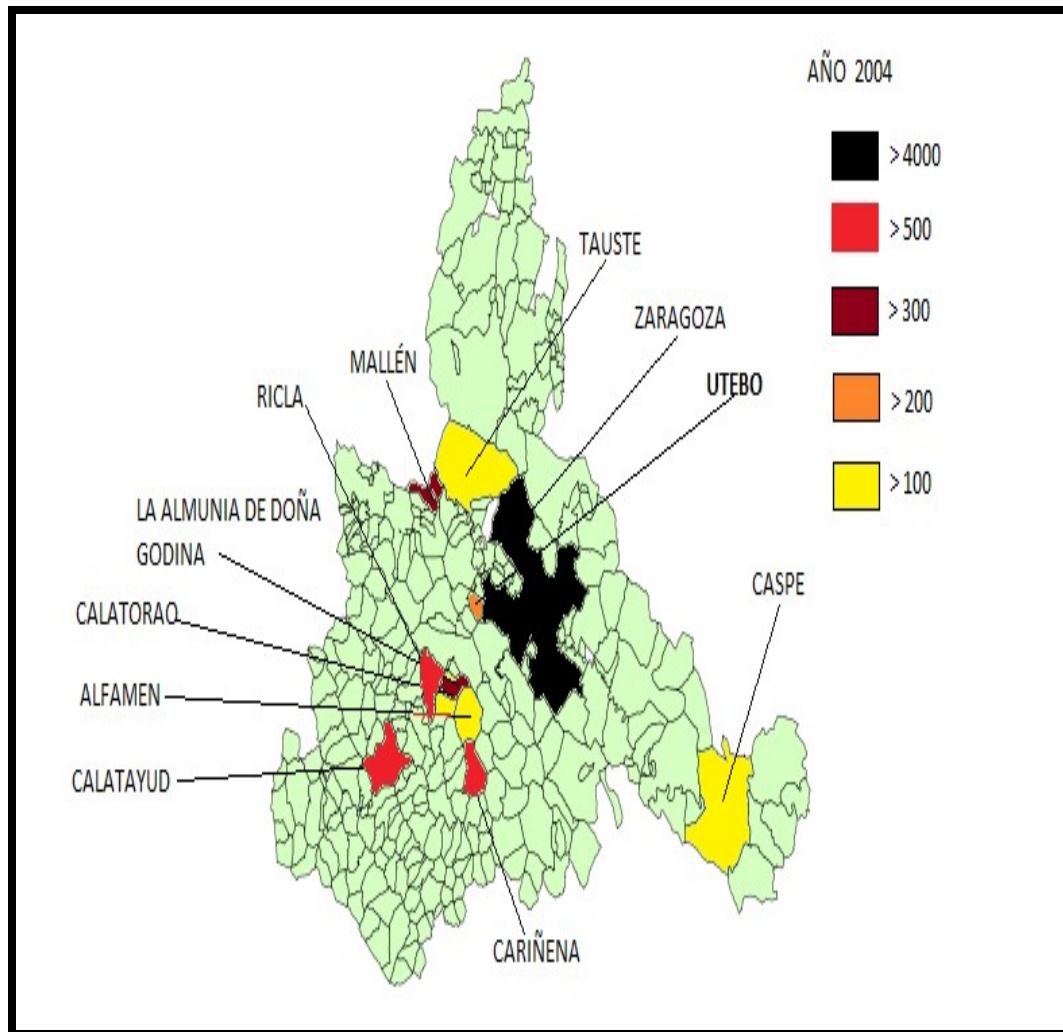 AÑO 2004
>4000
>500
>300
>200
>100
TAUSTE
ZARAGOZA
MALLÉN
UTEBO
RICLA
LA ALMUNIA DE DOÑA
GODINA
CALATORAO
CASPE
ALFAMEN
CALATAYUD
CARIÑENA